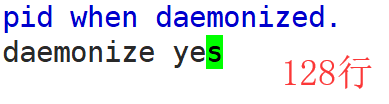 pid when daemonized.
daemonize yes
128行